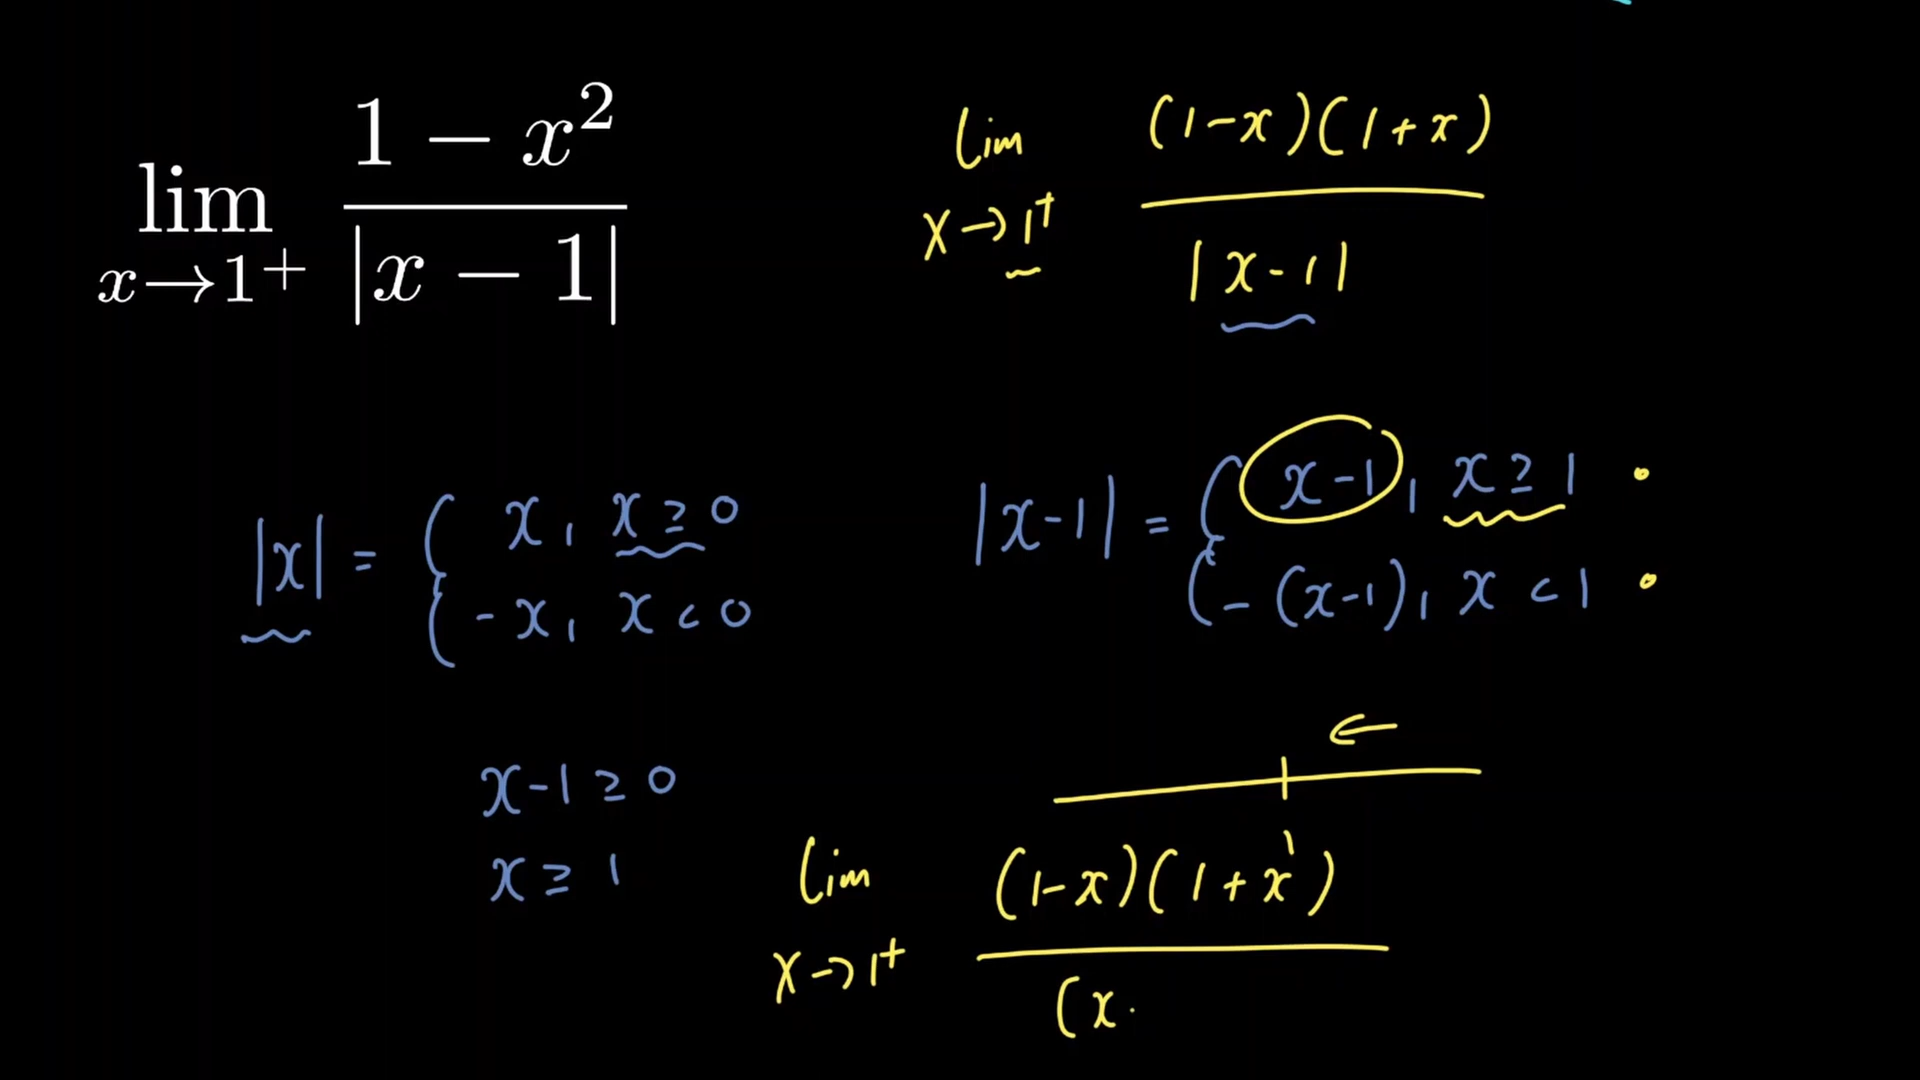 lim x→1⁺ (1 − x²) / |x − 1|
lim x→1⁺ (1-x)(1+x) / |x-1|
|x| = { x, x ≥ 0
-x, x < 0
|x-1| = { x-1, x ≥ 1
-(x-1), x < 1
x-1 ≥ 0
x ≥ 1
1
lim x→1⁺ (1-x)(1+x) / (x-